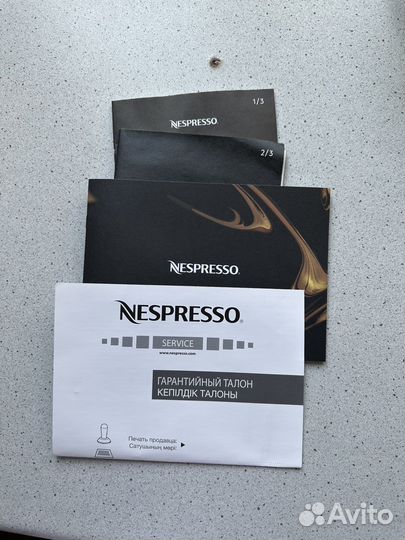 1/3
NESPRESSO
2/3
NESPRESSO
NESPRESSO
SERVICE
www.nespresso.com
ГАРАНТИЙНЫЙ ТАЛОН
КЕПІЛДІК ТАЛОНЫ
Печать продавца:
Сатушының мөрі:
Avito